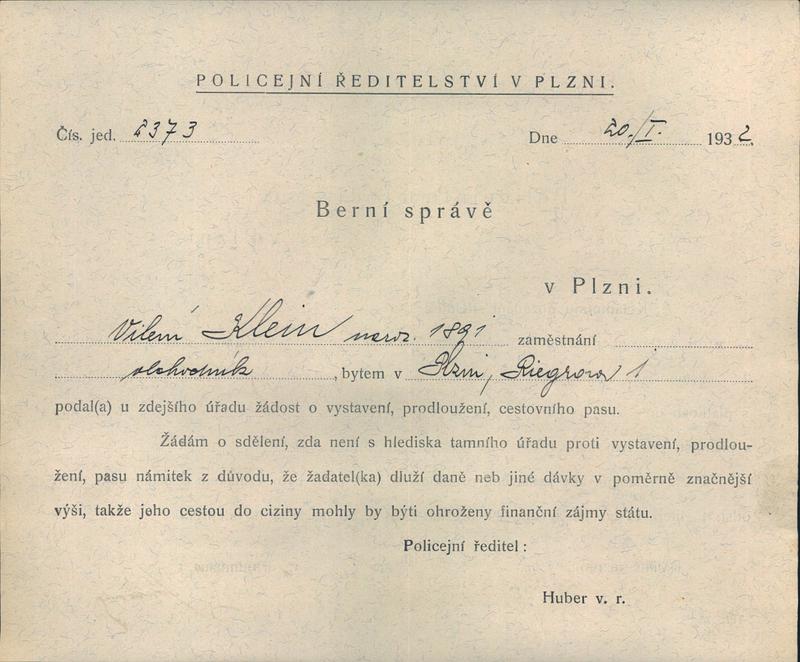 POLICEJNÍ ŘEDITELSTVÍ V PLZNI.
Čís. jed. 2373 Dne 20./I. 1932.
Berní správě
v Plzni.
Vilém Klein naroz. 1891 zaměstnání
obchodník, bytem v Plzni, Riegrova 1
podal(a) u zdejšího úřadu žádost o vystavení, prodloužení, cestovního pasu.
Žádám o sdělení, zda není s hlediska tamního úřadu proti vystavení, prodlou-
žení, pasu námitek z důvodu, že žadatel(ka) dluží daně neb jiné dávky v poměrně značnější
výši, takže jeho cestou do ciziny mohly by býti ohroženy finanční zájmy státu.
Policejní ředitel:
Huber v. r.